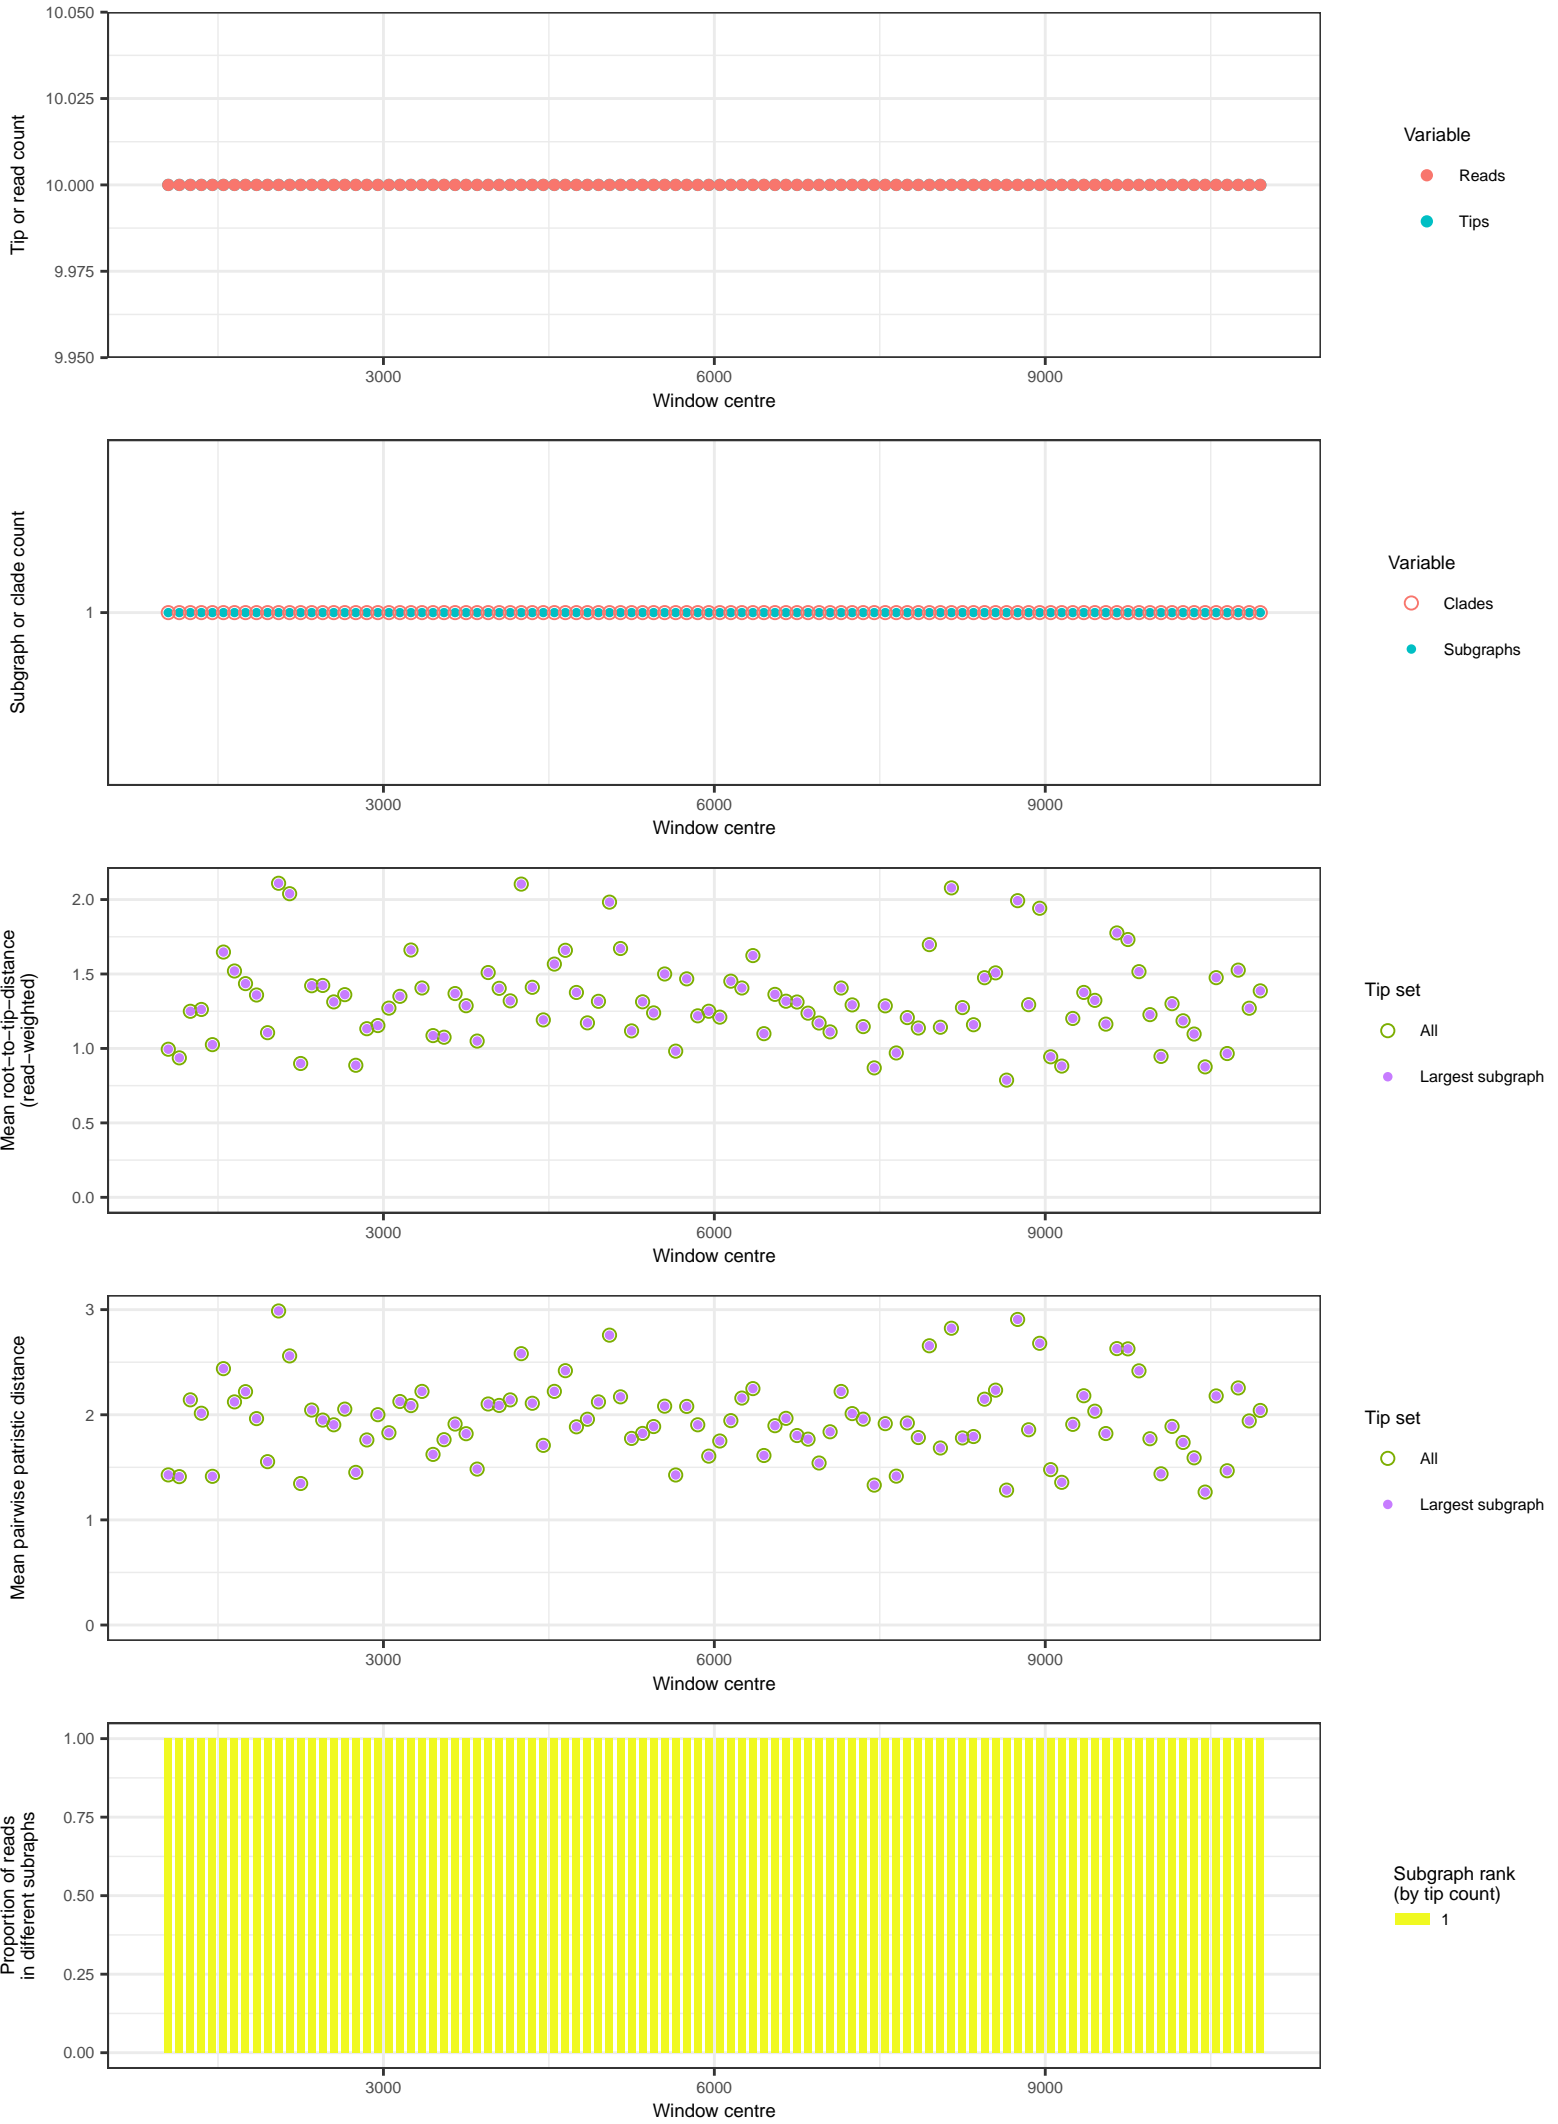 10.050
10.025
10.000
9.975
9.950
Tip or read count
3000 6000 9000
Window centre
Variable
Reads
Tips
Subgraph or clade count
1
3000 6000 9000
Window centre
Variable
Clades
Subgraphs
Mean root−to−tip−distance
(read−weighted)
2.0
1.5
1.0
0.5
0.0
3000 6000 9000
Window centre
Tip set
All
Largest subgraph
Mean pairwise patristic distance
3
2
1
0
3000 6000 9000
Window centre
Tip set
All
Largest subgraph
Proportion of reads
in different subraphs
1.00
0.75
0.50
0.25
0.00
3000 6000 9000
Window centre
Subgraph rank
(by tip count)
1